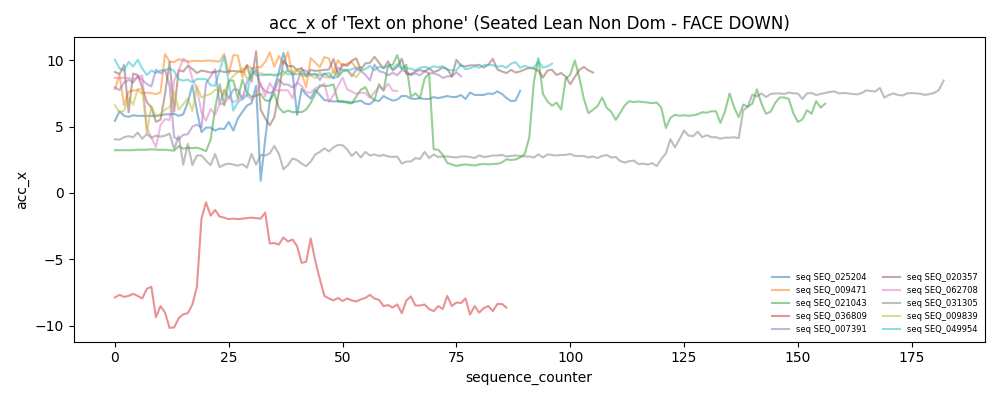 acc_x of 'Text on phone' (Seated Lean Non Dom - FACE DOWN)
acc_x
10
5
0
−5
−10
0 25 50 75 100 125 150 175
sequence_counter
seq SEQ_025204
seq SEQ_009471
seq SEQ_021043
seq SEQ_036809
seq SEQ_007391
seq SEQ_020357
seq SEQ_062708
seq SEQ_031305
seq SEQ_009839
seq SEQ_049954